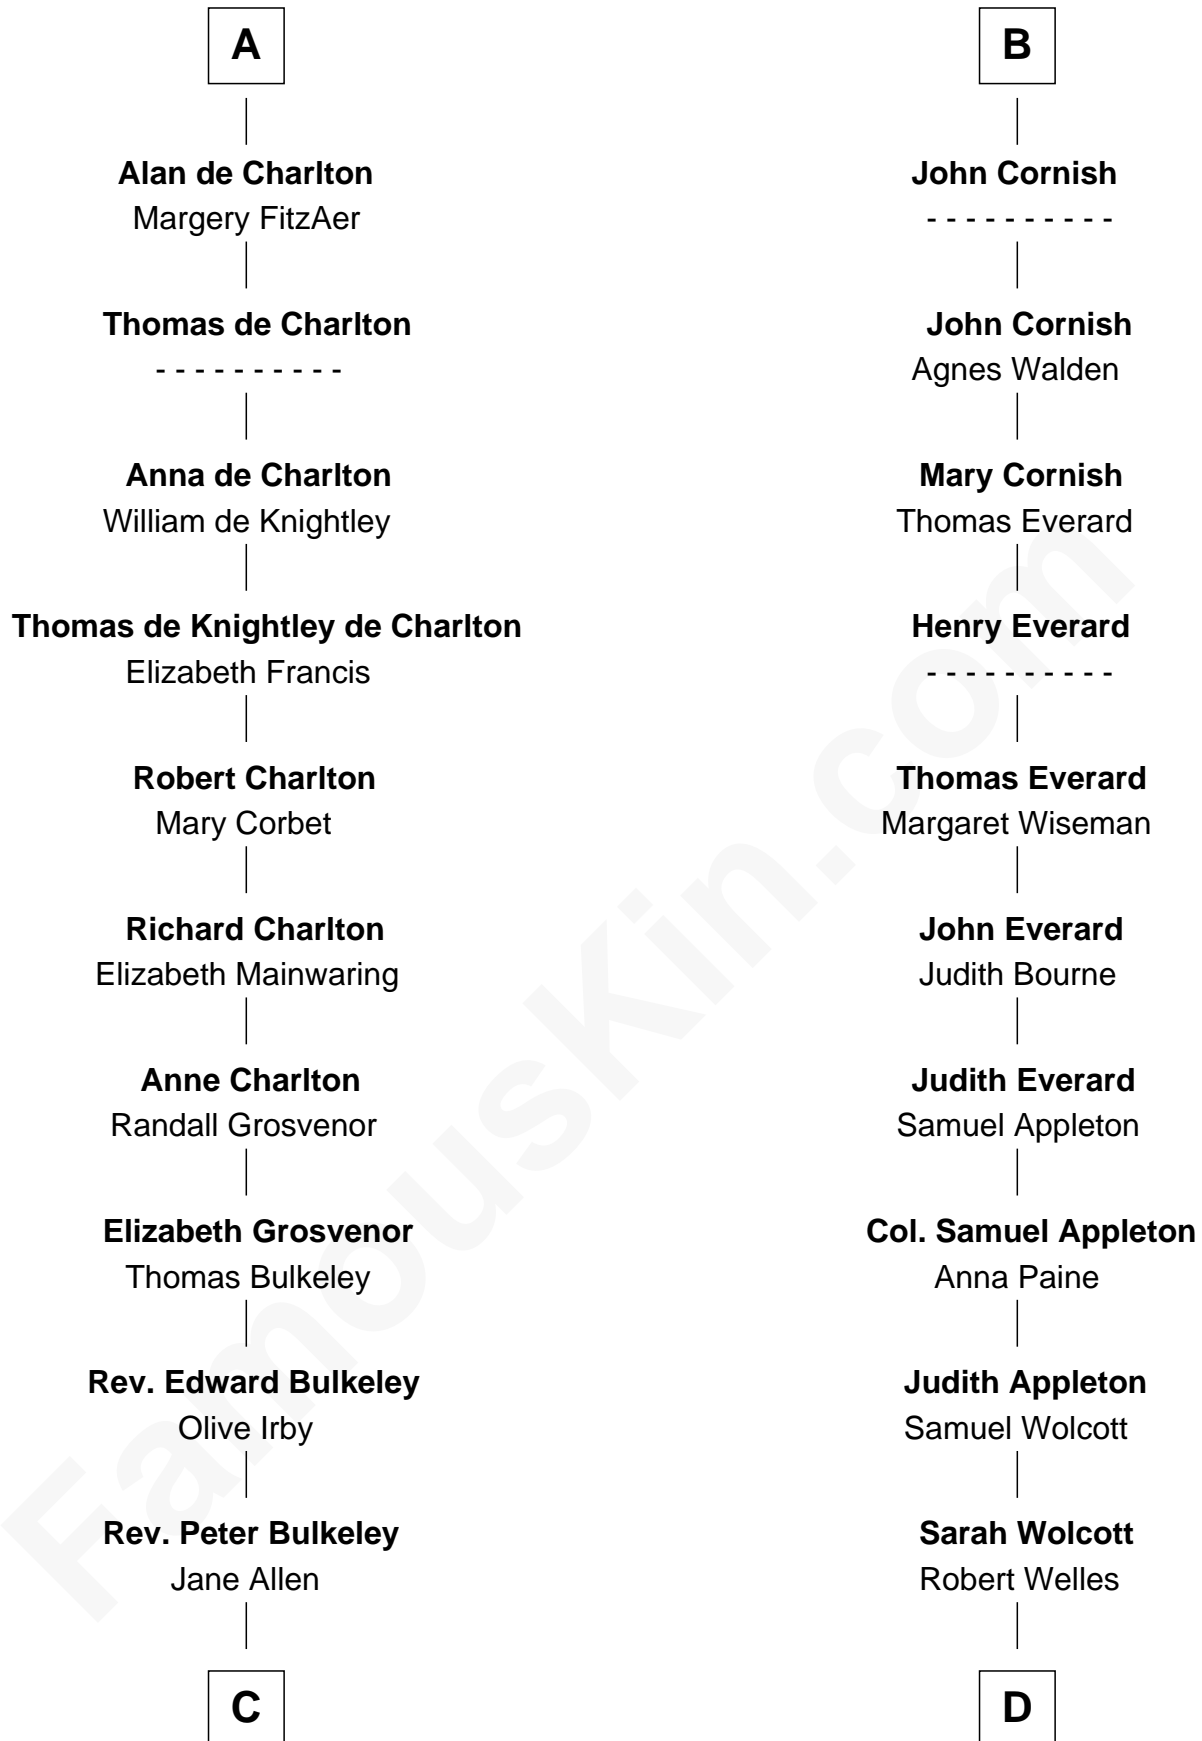 A
Alan de Charlton
Margery FitzAer
Thomas de Charlton
- - - - - - - - - -
Anna de Charlton
William de Knightley
Thomas de Knightley de Charlton
Elizabeth Francis
Robert Charlton
Mary Corbet
Richard Charlton
Elizabeth Mainwaring
Anne Charlton
Randall Grosvenor
Elizabeth Grosvenor
Thomas Bulkeley
Rev. Edward Bulkeley
Olive Irby
Rev. Peter Bulkeley
Jane Allen
C
B
John Cornish
- - - - - - - - - -
John Cornish
Agnes Walden
Mary Cornish
Thomas Everard
Henry Everard
- - - - - - - - - -
Thomas Everard
Margaret Wiseman
John Everard
Judith Bourne
Judith Everard
Samuel Appleton
Col. Samuel Appleton
Anna Paine
Judith Appleton
Samuel Wolcott
Sarah Wolcott
Robert Welles
D
FamousKin.com